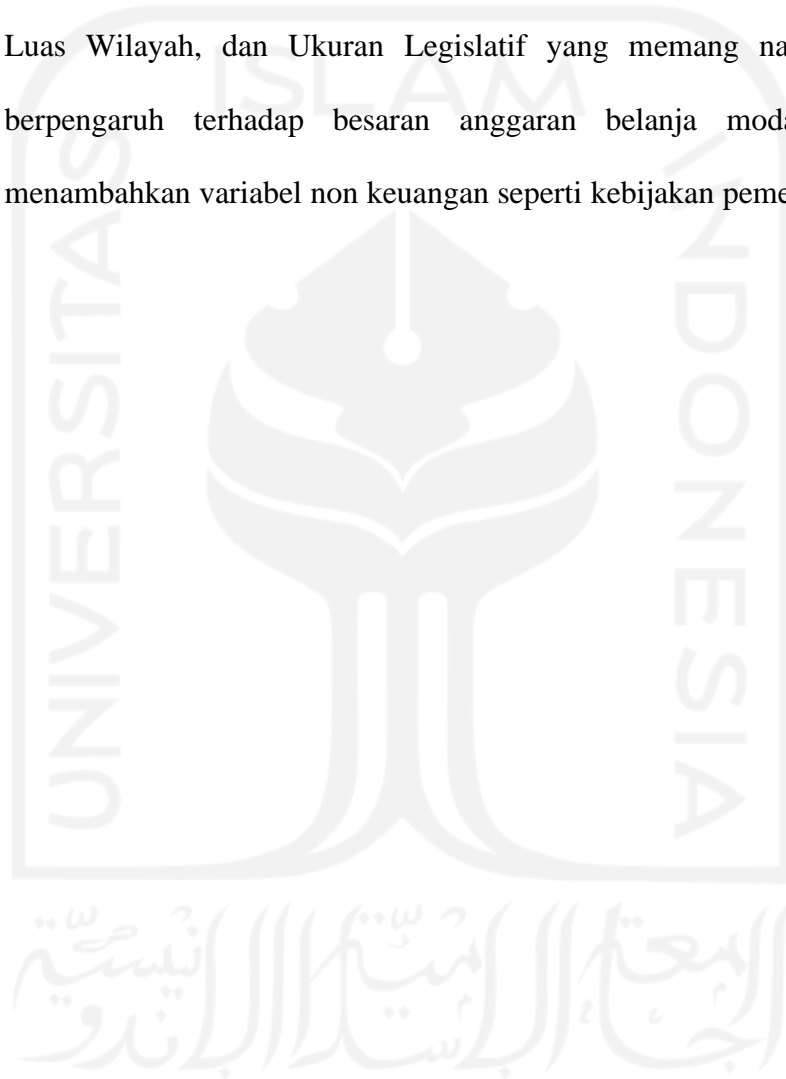 Luas Wilayah, dan Ukuran Legislatif yang memang na
berpengaruh terhadap besaran anggaran belanja moda
menambahkan variabel non keuangan seperti kebijakan peme
ISLAM
UNIVERSITAS
INDONESIA